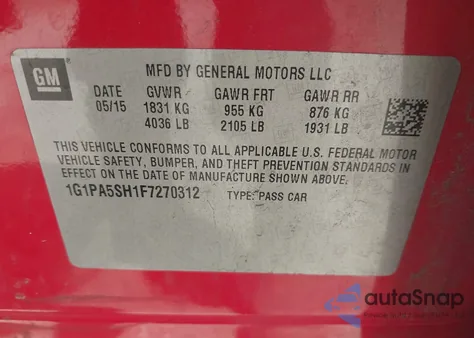 GM
MFD BY GENERAL MOTORS LLC
DATE GVWR GAWR FRT GAWR RR
05/15 1831 KG 955 KG 876 KG
4036 LB 2105 LB 1931 LB
THIS VEHICLE CONFORMS TO ALL APPLICABLE U.S. FEDERAL MOTOR
VEHICLE SAFETY, BUMPER, AND THEFT PREVENTION STANDARDS IN
EFFECT ON THE DATE OF MANUFACTURE SHOWN ABOVE.
1G1PA5SH1F7270312 TYPE: PASS CAR
autoSnap